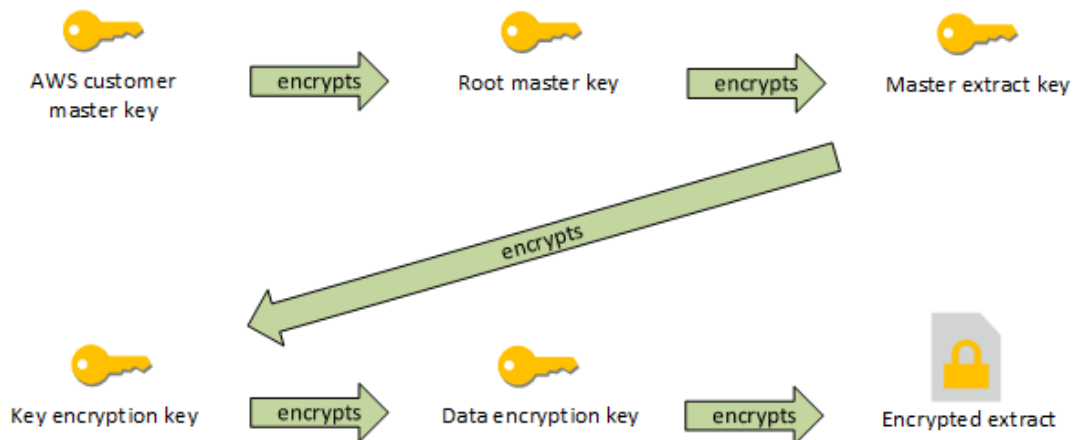 AWS customer
master key
encrypts
Root master key
encrypts
Master extract key
encrypts
Key encryption key
encrypts
Data encryption key
encrypts
Encrypted extract